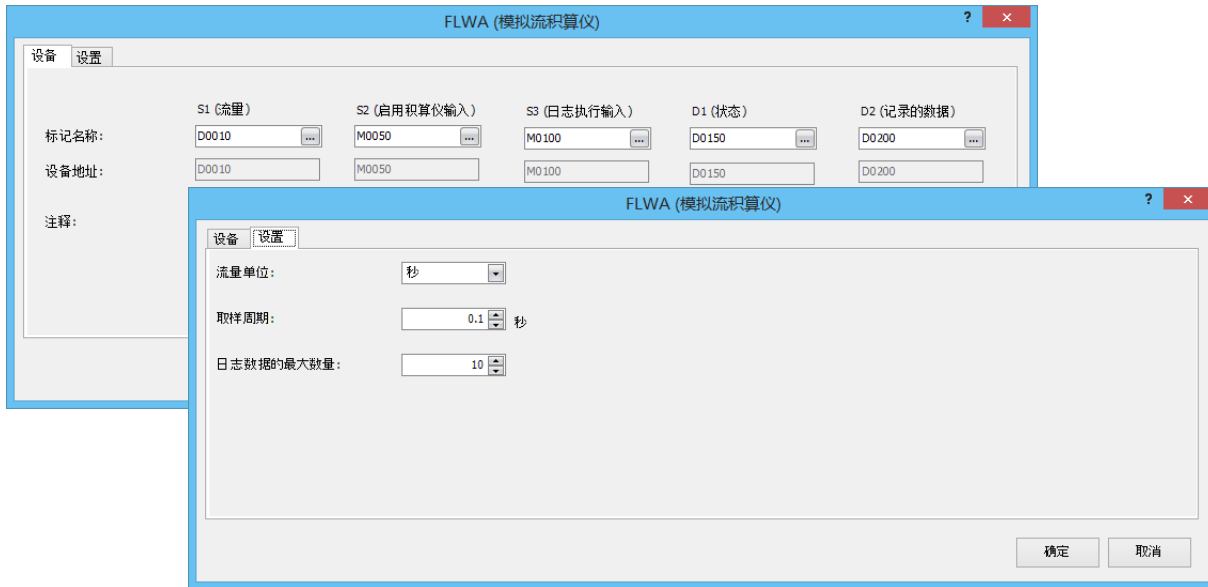 FLWA (模拟流积算仪)
? ×
设备 设置
S1 (流量) S2 (启用积算仪输入) S3 (日志执行输入) D1 (状态) D2 (记录的数据)
标记名称: D0010 ... M0050 ... M0100 ... D0150 ... D0200 ...
设备地址: D0010 M0050 M0100 D0150 D0200
注释:
FLWA (模拟流积算仪)
? ×
设备 设置
流量单位: 秒
取样周期: 0.1 秒
日志数据的最大数量: 10
确定 取消